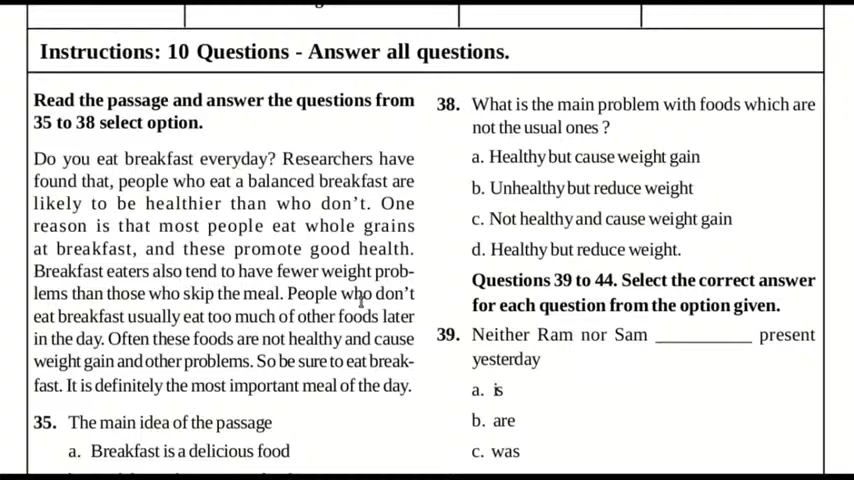 Instructions: 10 Questions - Answer all questions.
Read the passage and answer the questions from
35 to 38 select option.
Do you eat breakfast everyday? Researchers have
found that, people who eat a balanced breakfast are
likely to be healthier than who don't. One
reason is that most people eat whole grains
at breakfast, and these promote good health.
Breakfast eaters also tend to have fewer weight prob-
lems than those who skip the meal. People who don't
eat breakfast usually eat too much of other foods later
in the day. Often these foods are not healthy and cause
weight gain and other problems. So be sure to eat break-
fast. It is definitely the most important meal of the day.
35. The main idea of the passage
a. Breakfast is a delicious food
38. What is the main problem with foods which are
not the usual ones ?
a. Healthy but cause weight gain
b. Unhealthy but reduce weight
c. Not healthy and cause weight gain
d. Healthy but reduce weight.
Questions 39 to 44. Select the correct answer
for each question from the option given.
39. Neither Ram nor Sam ___________ present
yesterday
a. is
b. are
c. was